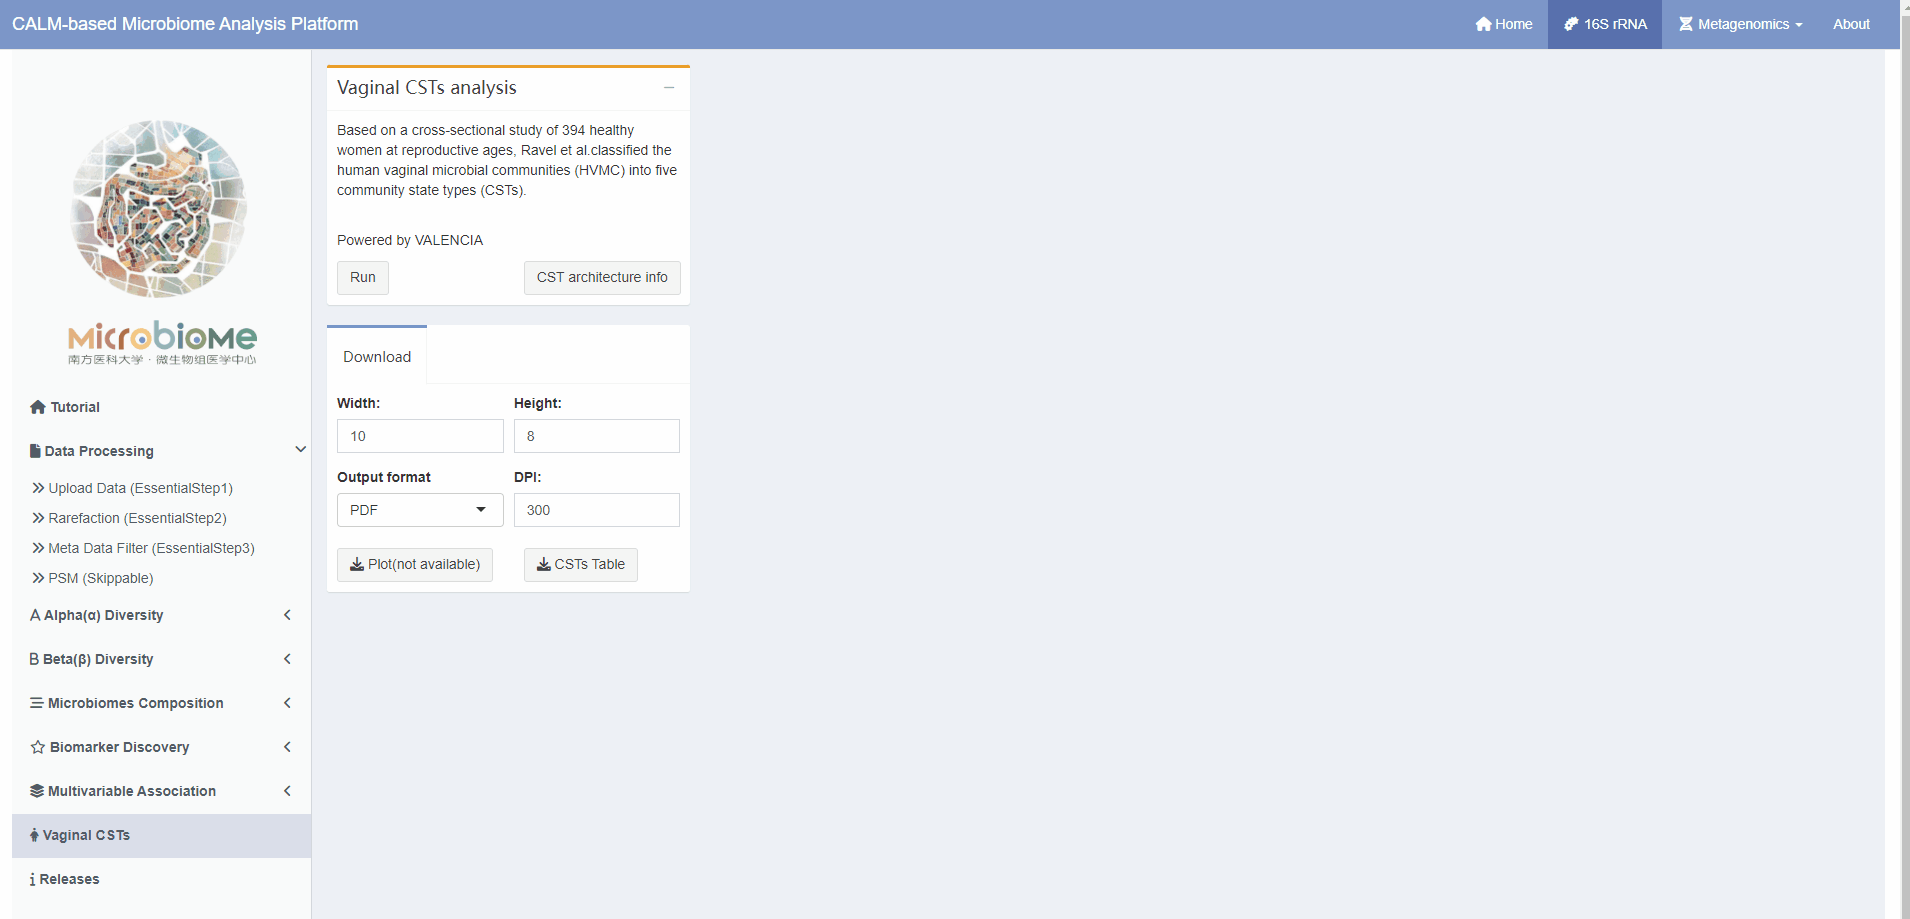 CALM-based Microbiome Analysis Platform
Home
16S rRNA
Metagenomics
About
Microbiome
南方医科大学 · 微生物组医学中心
Tutorial
Data Processing
Upload Data (EssentialStep1)
Rarefaction (EssentialStep2)
Meta Data Filter (EssentialStep3)
PSM (Skippable)
A Alpha(α) Diversity
B Beta(β) Diversity
Microbiomes Composition
Biomarker Discovery
Multivariable Association
Vaginal CSTs
Releases
Vaginal CSTs analysis
Based on a cross-sectional study of 394 healthy
women at reproductive ages, Ravel et al.classified the
human vaginal microbial communities (HVMC) into five
community state types (CSTs).
Powered by VALENCIA
Run
CST architecture info
Download
Width:
Height:
10
8
Output format
DPI:
PDF
300
Plot(not available)
CSTs Table